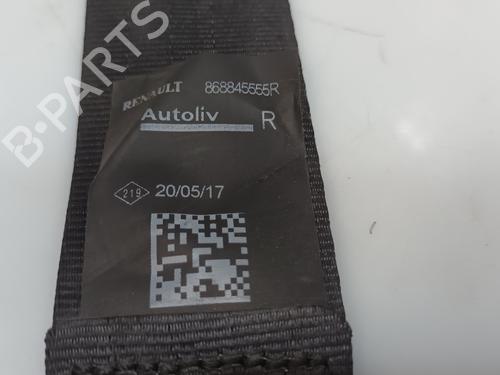 RENAULT 868845555R
Autoliv R
219 20/05/17
B-PARTS